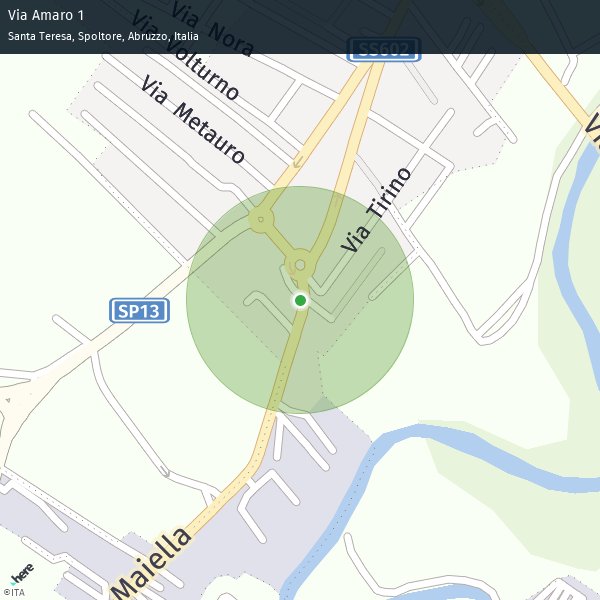 Via Amaro 1
Santa Teresa, Spoltore, Abruzzo, Italia
Via Nora
Via Volturno
SS602
Via Metauro
Via Tirino
SP13
Maiella
here
©ITA